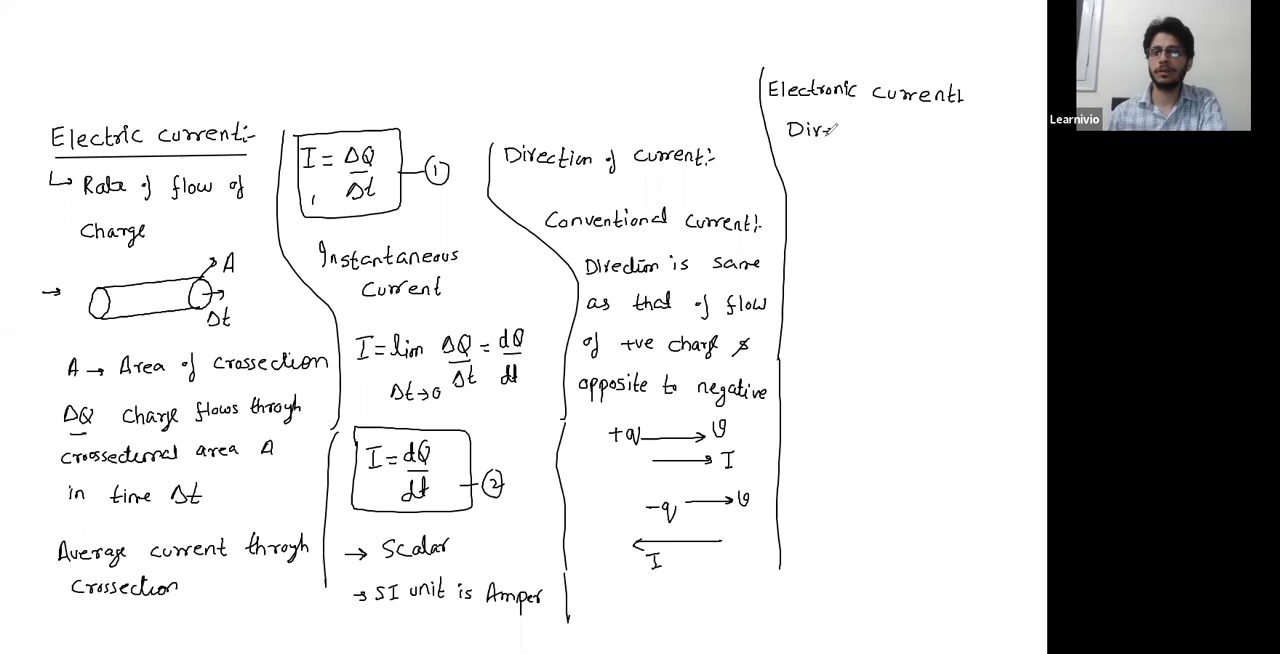 Electric current:-
↳ Rate of flow of
Charge
A
Δt
A → Area of crossection
ΔQ charge flows through
crossectional area A
in time Δt
Average current through
Crossection
I = ΔQ/Δt — ①
Instantaneous
Current
I = lim ΔQ/Δt = dQ/dt
Δt→0
I = dQ/dt — ②
→ Scalar
→ SI unit is Amper
Direction of current:-
Conventional current:-
Direction is same
as that of flow
of +ve charge &
opposite to negative
+q → v
→ I
-q → v
←
I
Electronic current:-
Dir
Learnivio